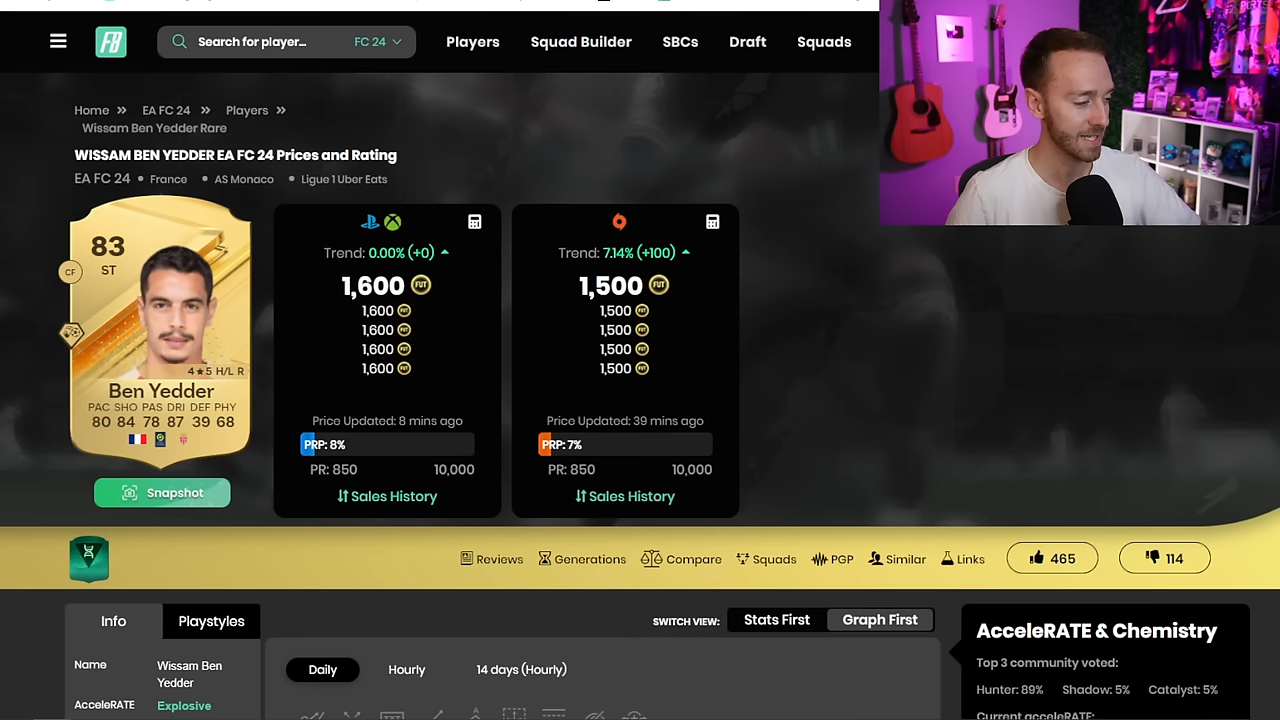 FB
Search for player...
FC 24
Players
Squad Builder
SBCs
Draft
Squads
Home
EA FC 24
Players
Wissam Ben Yedder Rare
WISSAM BEN YEDDER EA FC 24 Prices and Rating
EA FC 24
France
AS Monaco
Ligue 1 Uber Eats
83
ST
CF
4★5 H/L R
Ben Yedder
PAC SHO PAS DRI DEF PHY
80 84 78 87 39 68
Snapshot
Trend: 0.00% (+0)
1,600
1,600
1,600
1,600
1,600
Price Updated: 8 mins ago
PRP: 8%
PR: 850
10,000
Sales History
Trend: 7.14% (+100)
1,500
1,500
1,500
1,500
1,500
Price Updated: 39 mins ago
PRP: 7%
PR: 850
10,000
Sales History
Reviews
Generations
Compare
Squads
PGP
Similar
Links
465
114
Info
Playstyles
Name
Wissam Ben
Yedder
AcceleRATE
Explosive
SWITCH VIEW:
Stats First
Graph First
Daily
Hourly
14 days (Hourly)
AcceleRATE & Chemistry
Top 3 community voted:
Hunter: 89%
Shadow: 5%
Catalyst: 5%
Current acceleRATE: